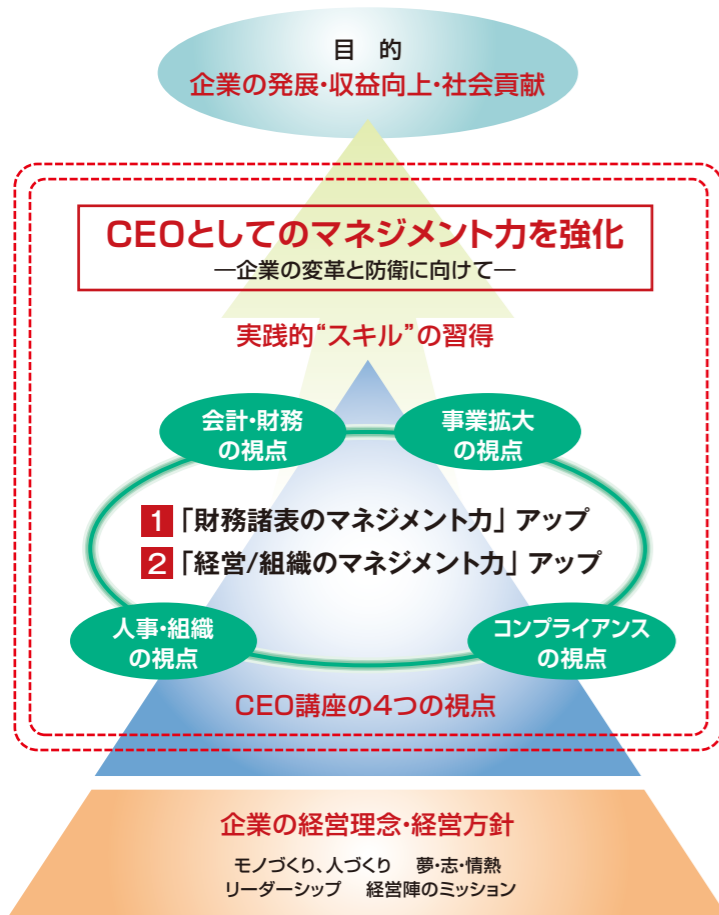 目　的
企業の発展・収益向上・社会貢献
CEOとしてのマネジメント力を強化
―企業の変革と防衛に向けて―
実践的“スキル”の習得
会計・財務
の視点
事業拡大
の視点
1「財務諸表のマネジメント力」アップ
2「経営/組織のマネジメント力」アップ
人事・組織
の視点
コンプライアンス
の視点
CEO講座の4つの視点
企業の経営理念・経営方針
モノづくり、人づくり　夢・志・情熱
リーダーシップ　経営陣のミッション